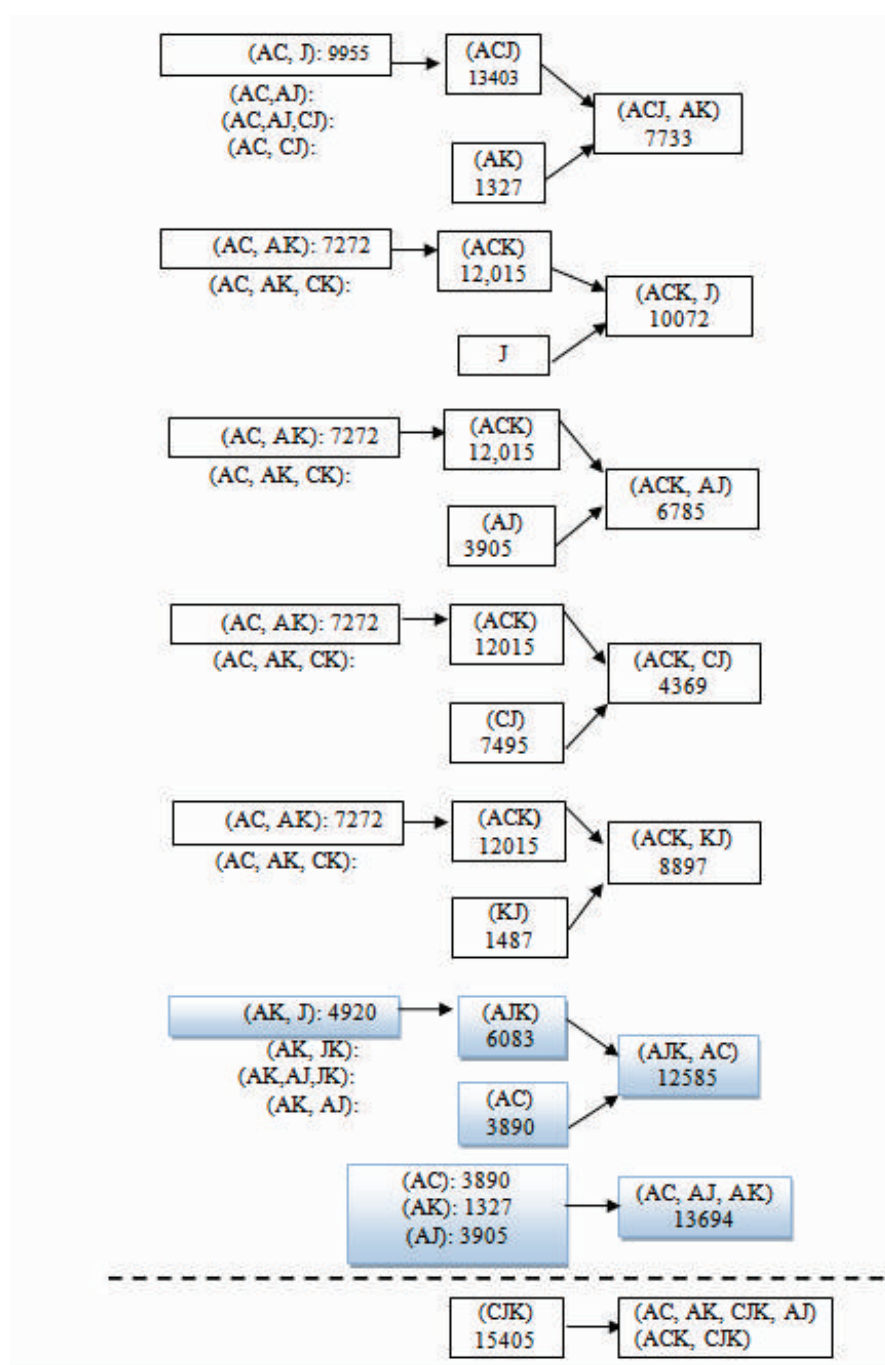 (AC, J): 9955
(AC,AJ):
(AC,AJ,CJ):
(AC, CJ):
(ACJ)
13403
(AK)
1327
(ACJ, AK)
7733
(AC, AK): 7272
(AC, AK, CK):
(ACK)
12,015
J
(ACK, J)
10072
(AC, AK): 7272
(AC, AK, CK):
(ACK)
12,015
(AJ)
3905
(ACK, AJ)
6785
(AC, AK): 7272
(AC, AK, CK):
(ACK)
12015
(CJ)
7495
(ACK, CJ)
4369
(AC, AK): 7272
(AC, AK, CK):
(ACK)
12015
(KJ)
1487
(ACK, KJ)
8897
(AK, J): 4920
(AK, JK):
(AK,AJ,JK):
(AK, AJ):
(AJK)
6083
(AC)
3890
(AJK, AC)
12585
(AC): 3890
(AK): 1327
(AJ): 3905
(AC, AJ, AK)
13694
(CJK)
15405
(AC, AK, CJK, AJ)
(ACK, CJK)